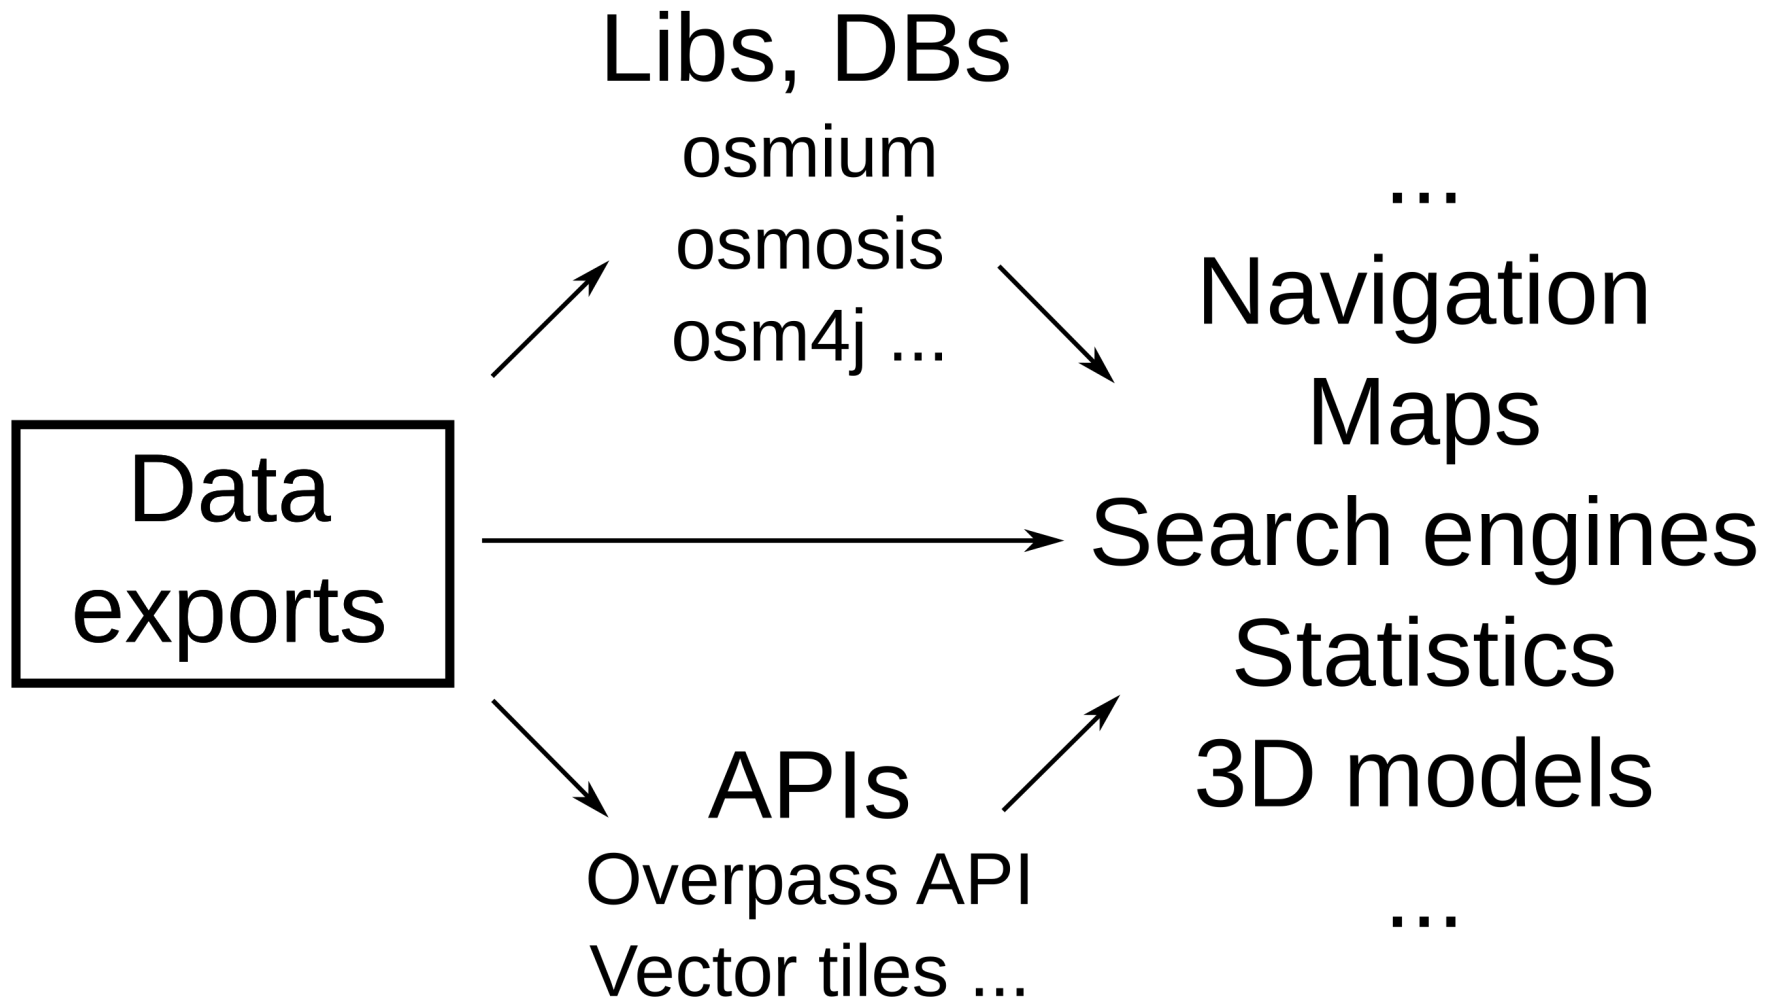 Libs, DBs
osmium
osmosis
osm4j ...
Data
exports
APIs
Overpass API
Vector tiles ...
...
Navigation
Maps
Search engines
Statistics
3D models
...